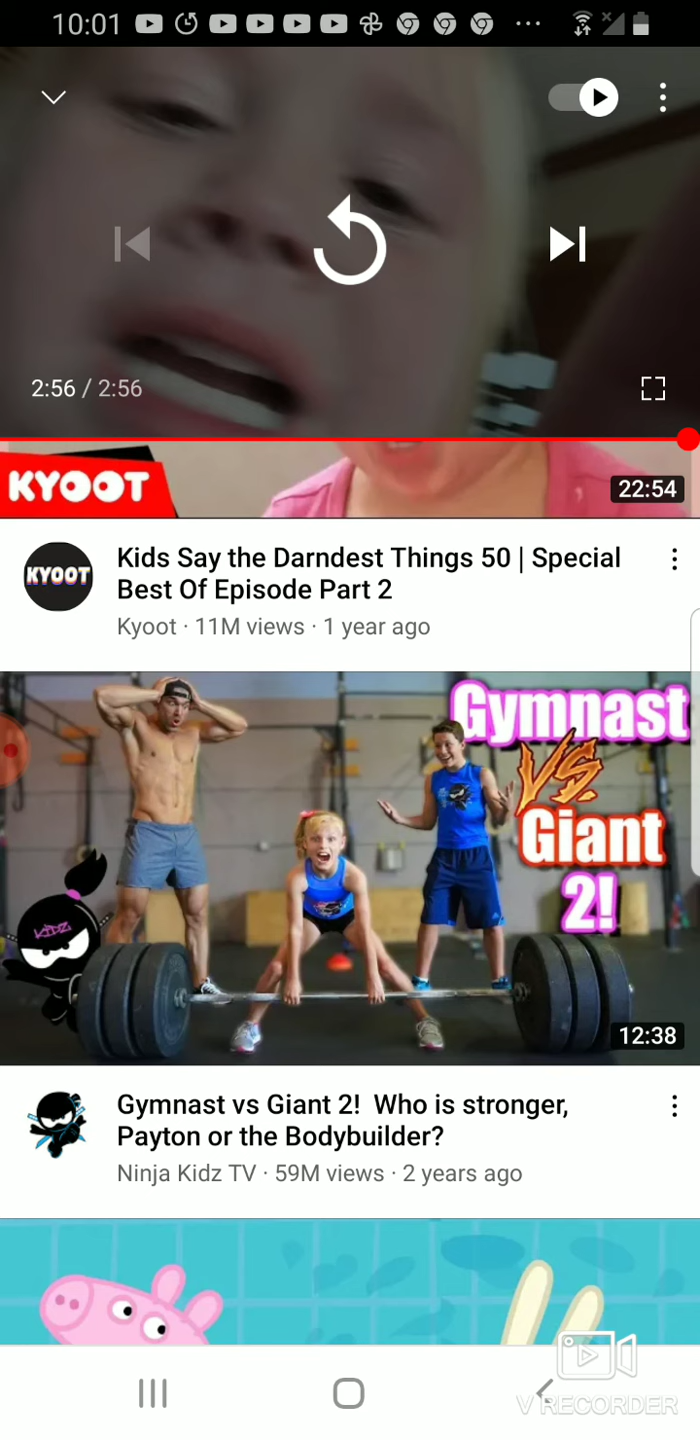 10:01
2:56 / 2:56
KYOOT
22:54
KYOOT
Kids Say the Darndest Things 50 | Special
Best Of Episode Part 2
Kyoot · 11M views · 1 year ago
Gymnast
VS.
Giant
2!
KIDZ
12:38
Gymnast vs Giant 2! Who is stronger,
Payton or the Bodybuilder?
Ninja Kidz TV · 59M views · 2 years ago
V RECORDER